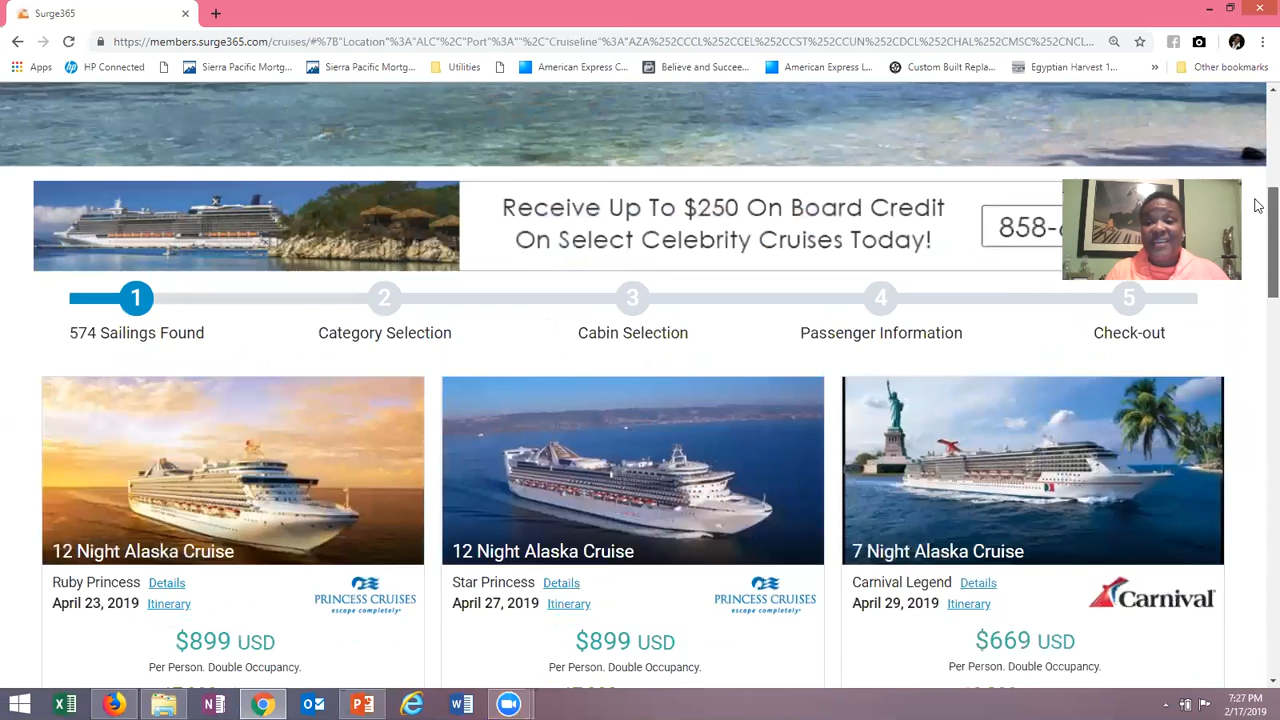 Surge365
https://members.surge365.com/cruises/#%7B"Location"%3A"ALC"%2C"Port"%3A""%2C"Cruiseline"%3A"AZA%252CCCL%252CCEL%252CCST%252CCUN%252CDCL%252CHAL%252CMSC%252CNCL...
Apps HP Connected Sierra Pacific Mortg... Sierra Pacific Mortg... Utilities American Express C... Believe and Succee... American Express L... Custom Built Repla... Egyptian Harvest 1... » Other bookmarks
Receive Up To $250 On Board Credit
On Select Celebrity Cruises Today!
858-
1 2 3 4 5
574 Sailings Found Category Selection Cabin Selection Passenger Information Check-out
12 Night Alaska Cruise 12 Night Alaska Cruise 7 Night Alaska Cruise
Ruby Princess Details Star Princess Details Carnival Legend Details
April 23, 2019 Itinerary April 27, 2019 Itinerary April 29, 2019 Itinerary
PRINCESS CRUISES PRINCESS CRUISES Carnival
escape completely escape completely
$899 USD $899 USD $669 USD
Per Person. Double Occupancy. Per Person. Double Occupancy. Per Person. Double Occupancy.
7:27 PM
2/17/2019